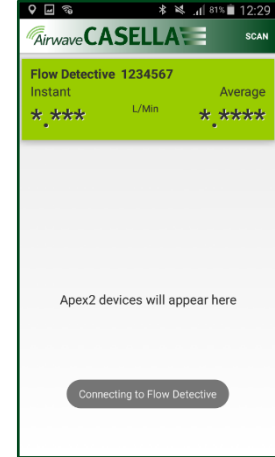 81% 12:29
Airwave CASELLA SCAN
Flow Detective 1234567
Instant Average
*.*** L/Min *.****
Apex2 devices will appear here
Connecting to Flow Detective